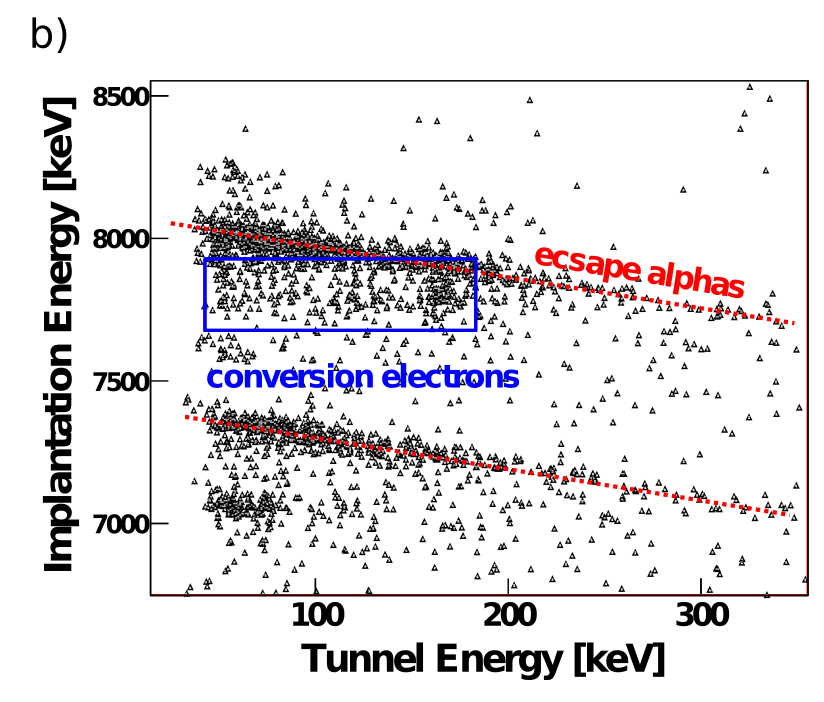 b)
8500
8000
7500
7000
Implantation Energy [keV]
ecsape alphas
conversion electrons
100 200 300
Tunnel Energy [keV]